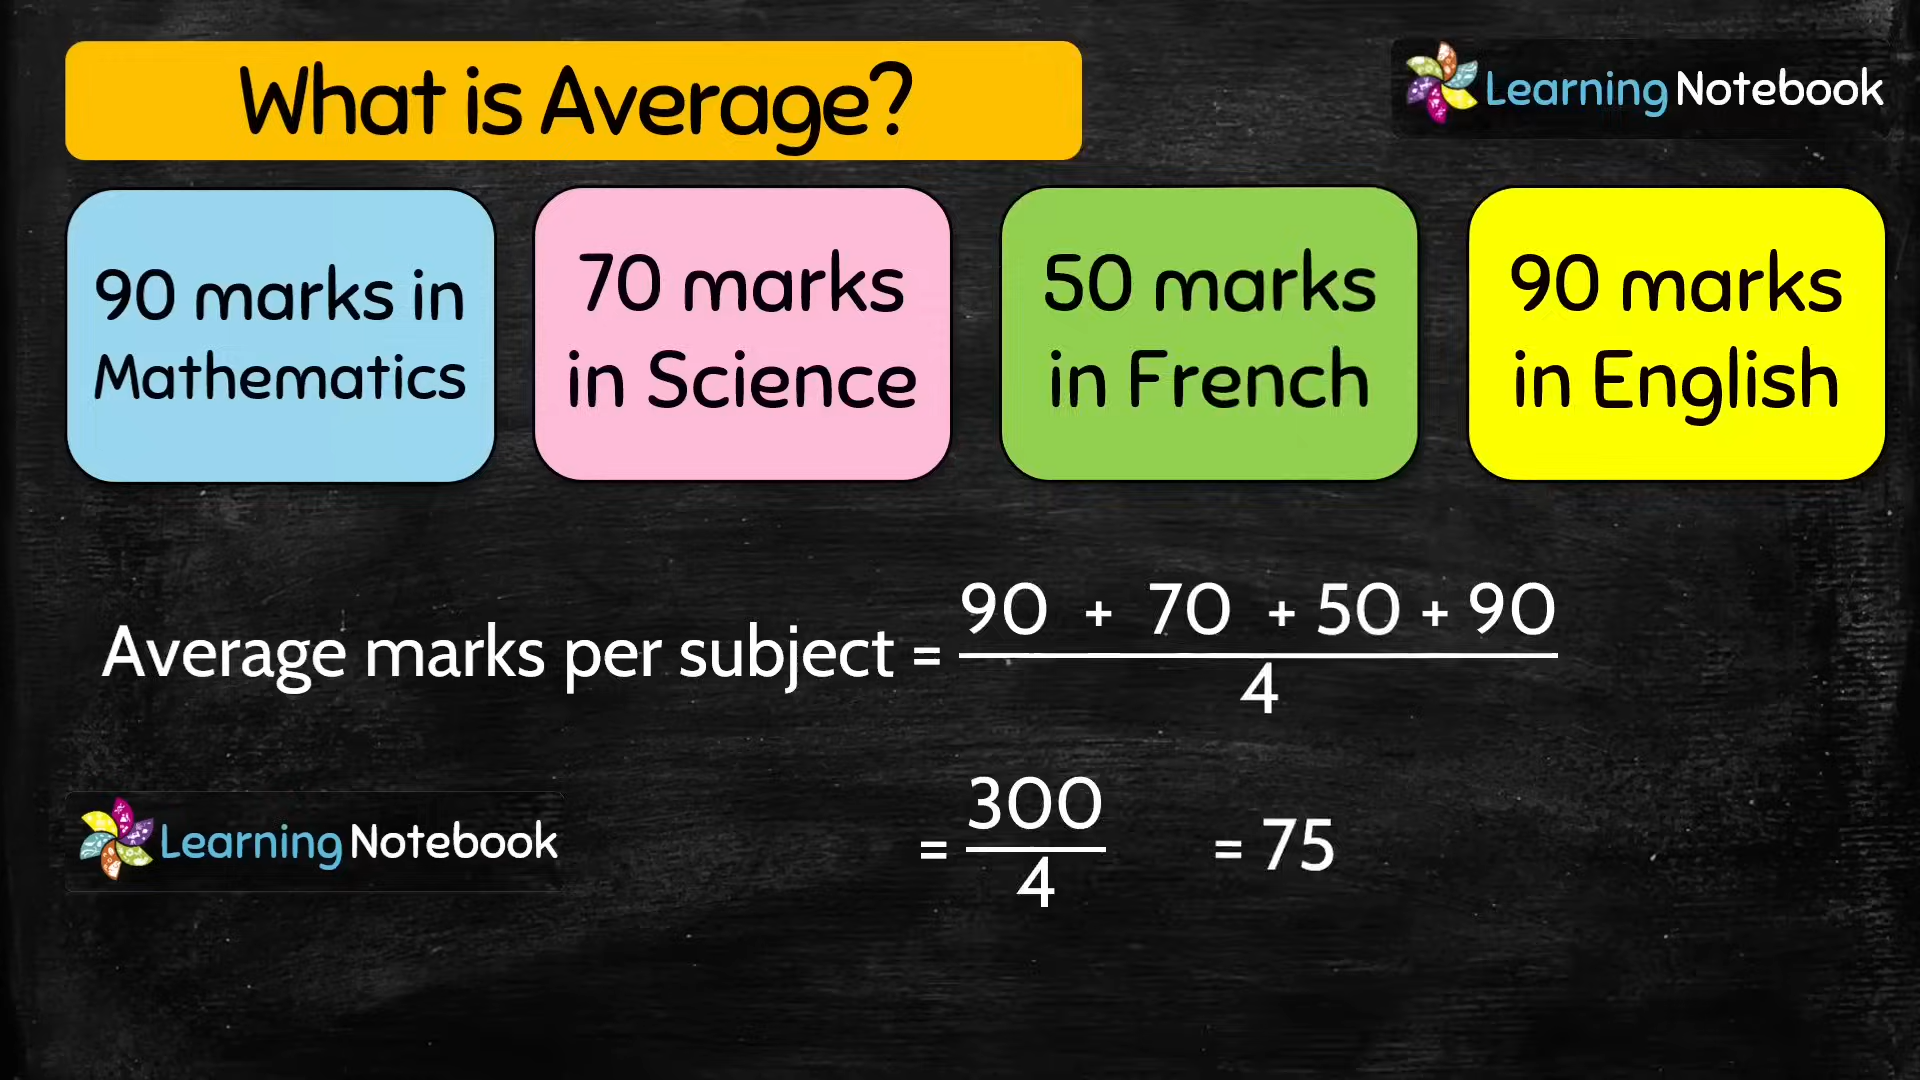 What is Average?
Learning Notebook
90 marks in
Mathematics
70 marks
in Science
50 marks
in French
90 marks
in English
90 + 70 + 50 + 90
Average marks per subject =
4
300
Learning Notebook
= = 75
4